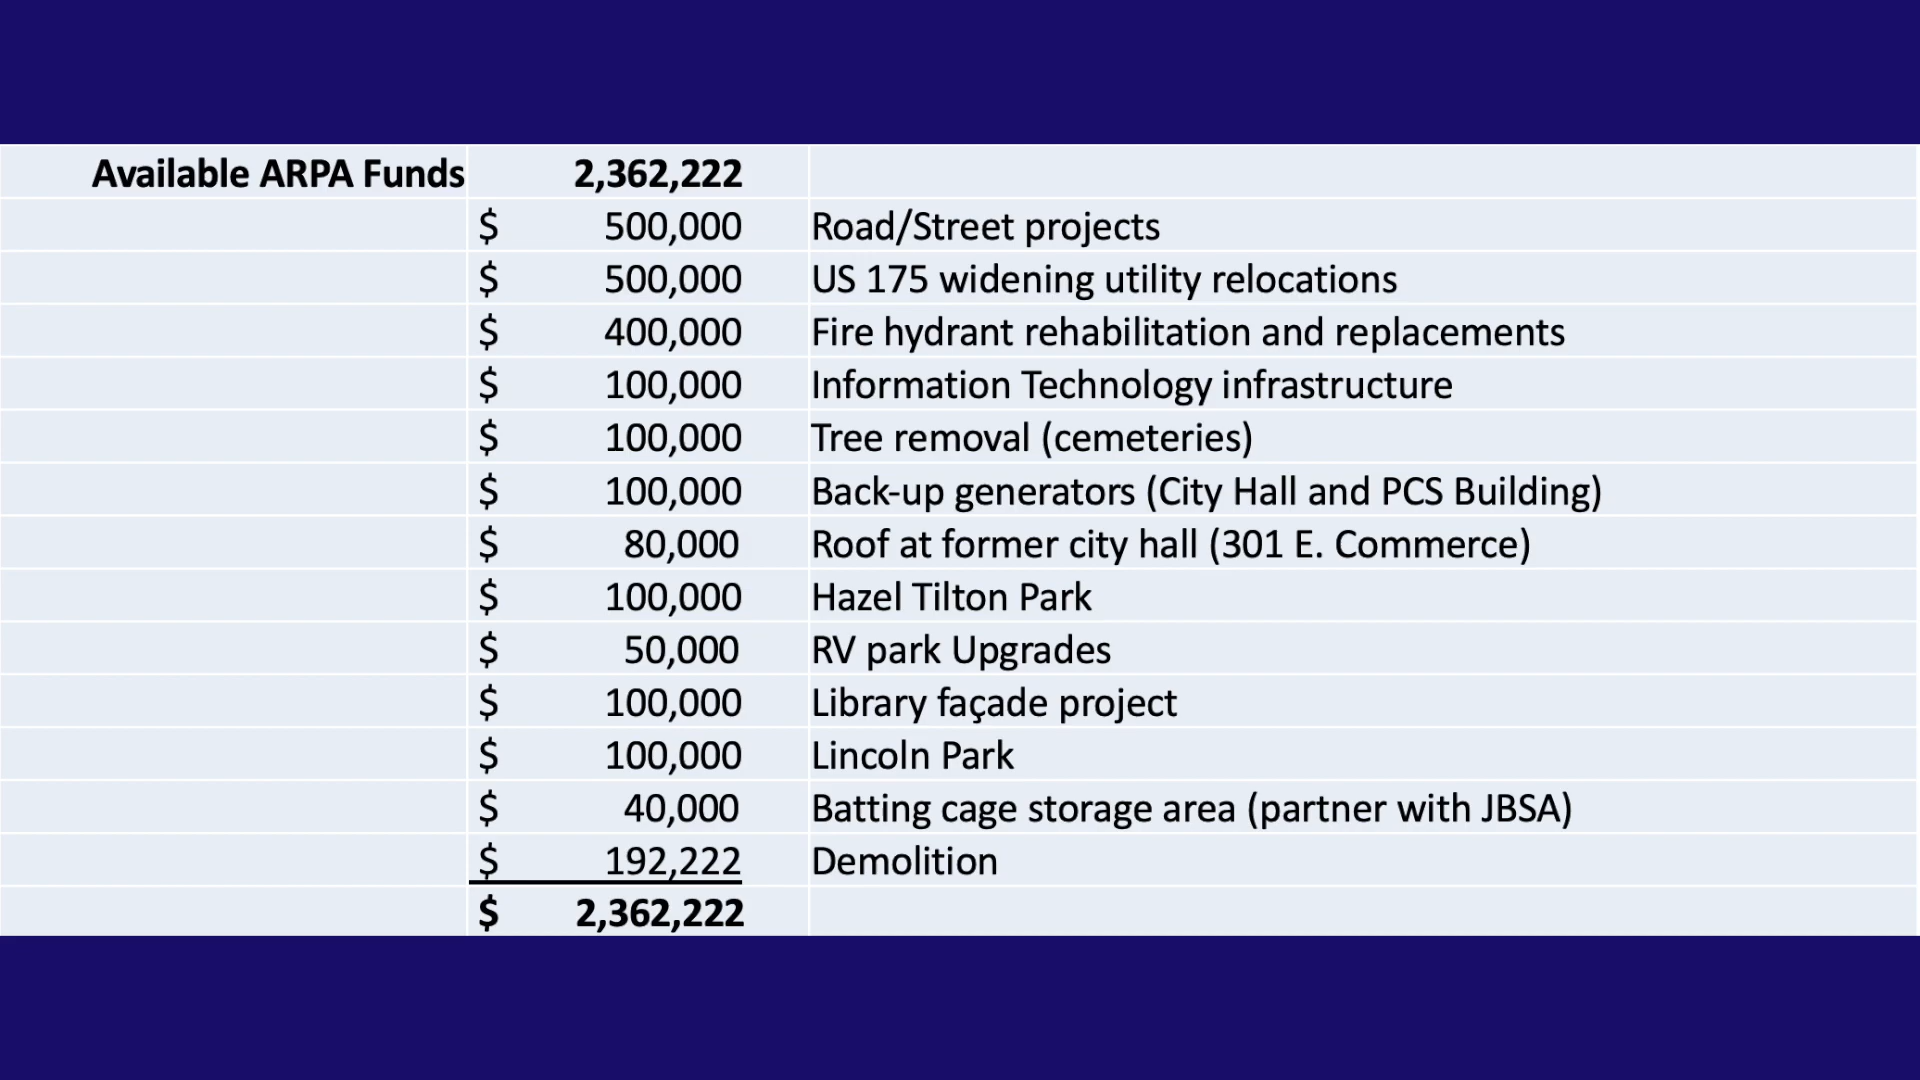 Available ARPA Funds 2,362,222
$ 500,000 Road/Street projects
$ 500,000 US 175 widening utility relocations
$ 400,000 Fire hydrant rehabilitation and replacements
$ 100,000 Information Technology infrastructure
$ 100,000 Tree removal (cemeteries)
$ 100,000 Back-up generators (City Hall and PCS Building)
$ 80,000 Roof at former city hall (301 E. Commerce)
$ 100,000 Hazel Tilton Park
$ 50,000 RV park Upgrades
$ 100,000 Library façade project
$ 100,000 Lincoln Park
$ 40,000 Batting cage storage area (partner with JBSA)
$ 192,222 Demolition
$ 2,362,222